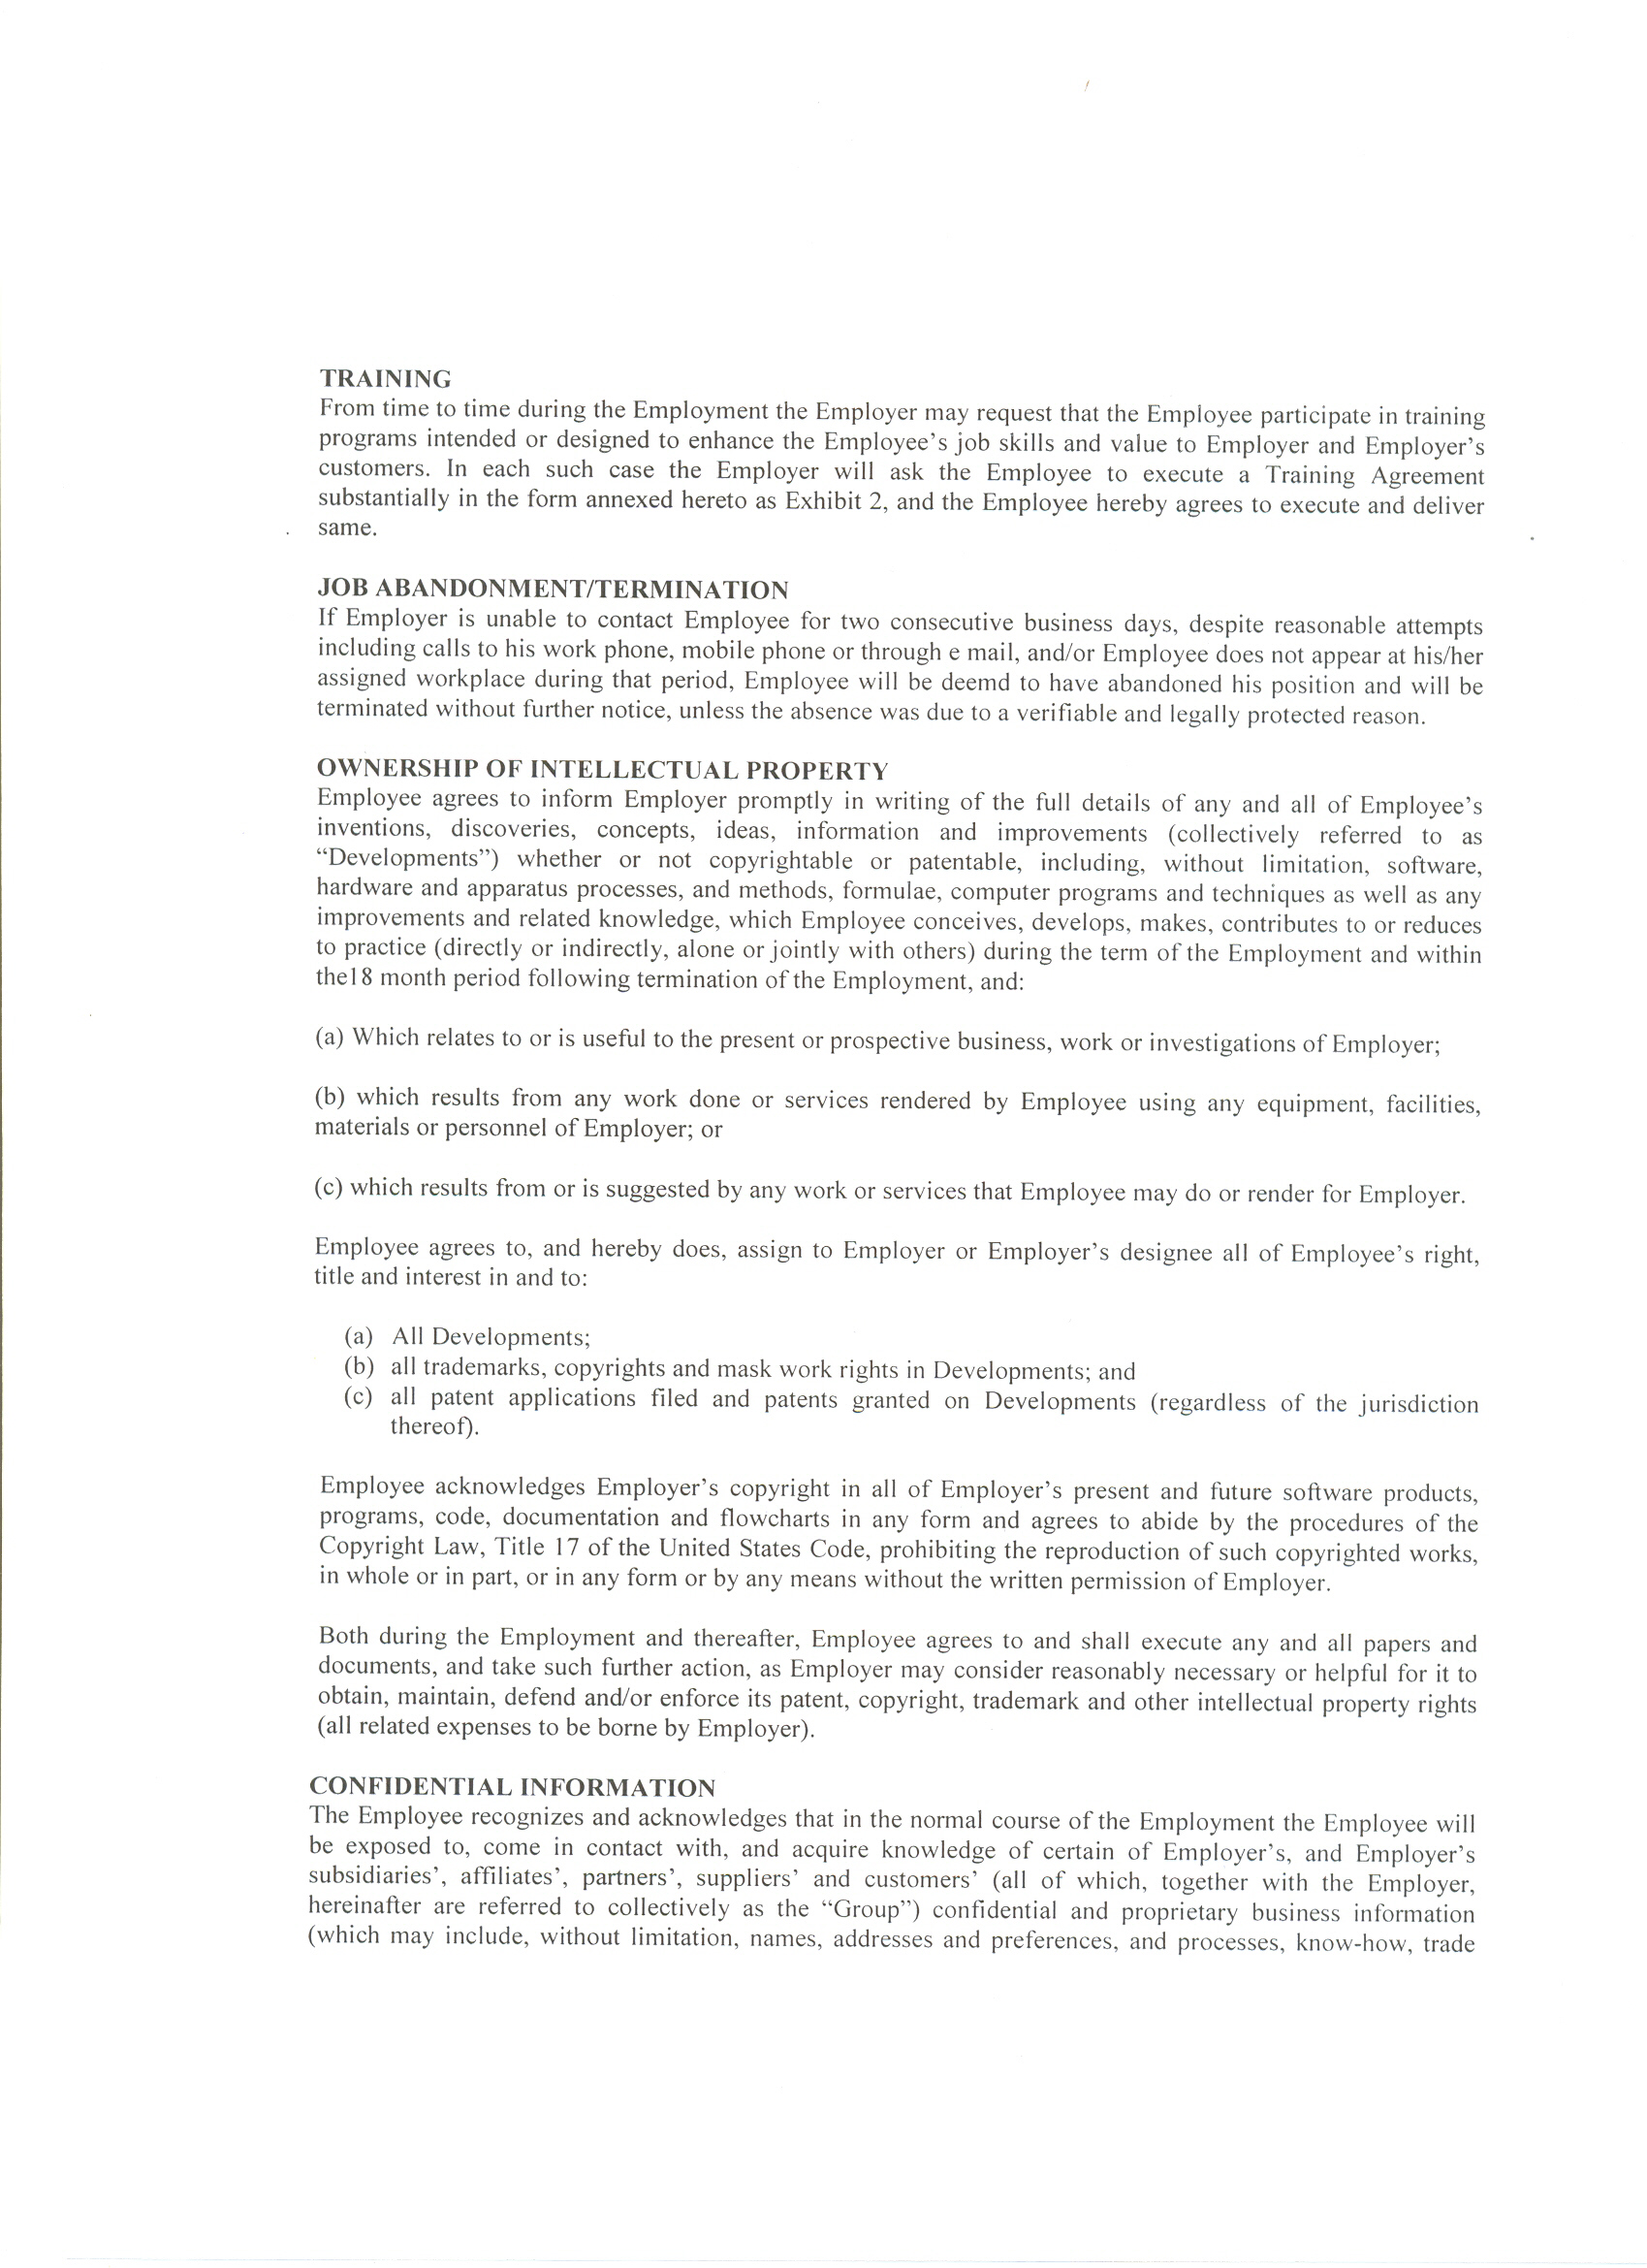 TRAINING
From time to time during the Employment the Employer may request that the Employee participate in training
programs intended or designed to enhance the Employee’s job skills and value to Employer and Employer’s
customers. In each such case the Employer will ask the Employee to execute a Training Agreement
substantially in the form annexed hereto as Exhibit 2, and the Employee hereby agrees to execute and deliver
same.
JOB ABANDONMENT/TERMINATION
If Employer is unable to contact Employee for two consecutive business days, despite reasonable attempts
including calls to his work phone, mobile phone or through e mail, and/or Employee does not appear at his/her
assigned workplace during that period, Employee will be deemd to have abandoned his position and will be
terminated without further notice, unless the absence was due to a verifiable and legally protected reason.
OWNERSHIP OF INTELLECTUAL PROPERTY
Employee agrees to inform Employer promptly in writing of the full details of any and all of Employee’s
inventions, discoveries, concepts, ideas, information and improvements (collectively referred to as
“Developments”) whether or not copyrightable or patentable, including, without limitation, software,
hardware and apparatus processes, and methods, formulae, computer programs and techniques as well as any
improvements and related knowledge, which Employee conceives, develops, makes, contributes to or reduces
to practice (directly or indirectly, alone or jointly with others) during the term of the Employment and within
the18 month period following termination of the Employment, and:
(a) Which relates to or is useful to the present or prospective business, work or investigations of Employer;
(b) which results from any work done or services rendered by Employee using any equipment, facilities,
materials or personnel of Employer; or
(c) which results from or is suggested by any work or services that Employee may do or render for Employer.
Employee agrees to, and hereby does, assign to Employer or Employer’s designee all of Employee’s right,
title and interest in and to:
(a) All Developments;
(b) all trademarks, copyrights and mask work rights in Developments; and
(c) all patent applications filed and patents granted on Developments (regardless of the jurisdiction
thereof).
Employee acknowledges Employer’s copyright in all of Employer’s present and future software products,
programs, code, documentation and flowcharts in any form and agrees to abide by the procedures of the
Copyright Law, Title 17 of the United States Code, prohibiting the reproduction of such copyrighted works,
in whole or in part, or in any form or by any means without the written permission of Employer.
Both during the Employment and thereafter, Employee agrees to and shall execute any and all papers and
documents, and take such further action, as Employer may consider reasonably necessary or helpful for it to
obtain, maintain, defend and/or enforce its patent, copyright, trademark and other intellectual property rights
(all related expenses to be borne by Employer).
CONFIDENTIAL INFORMATION
The Employee recognizes and acknowledges that in the normal course of the Employment the Employee will
be exposed to, come in contact with, and acquire knowledge of certain of Employer’s, and Employer’s
subsidiaries’, affiliates’, partners’, suppliers’ and customers’ (all of which, together with the Employer,
hereinafter are referred to collectively as the “Group”) confidential and proprietary business information
(which may include, without limitation, names, addresses and preferences, and processes, know-how, trade